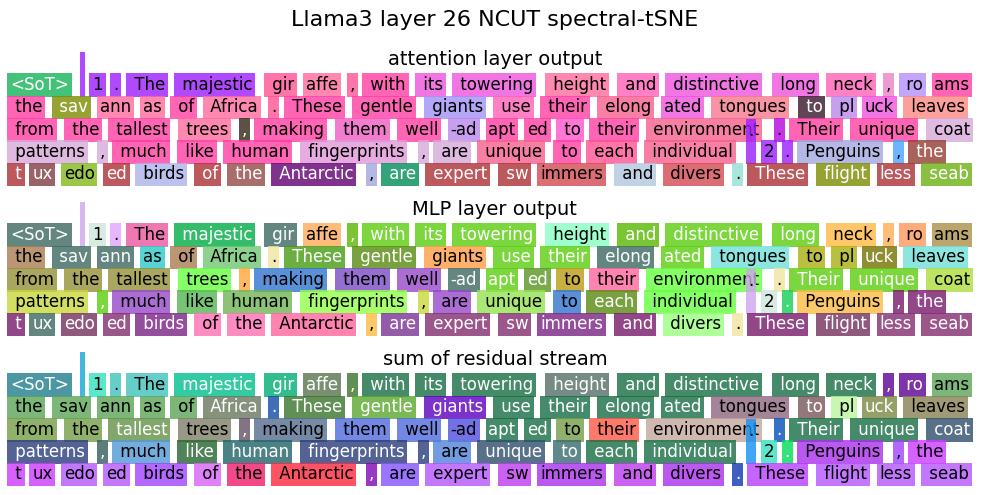 Llama3 layer 26 NCUT spectral-tSNE
attention layer output
<SoT> 1 . The majestic gir affe , with its towering height and distinctive long neck , ro ams
the sav ann as of Africa . These gentle giants use their elong ated tongues to pl uck leaves
from the tallest trees , making them well -ad apt ed to their environment . Their unique coat
patterns , much like human fingerprints , are unique to each individual 2 . Penguins , the
t ux edo ed birds of the Antarctic , are expert sw immers and divers . These flight less seab
MLP layer output
<SoT> 1 . The majestic gir affe , with its towering height and distinctive long neck , ro ams
the sav ann as of Africa . These gentle giants use their elong ated tongues to pl uck leaves
from the tallest trees , making them well -ad apt ed to their environment . Their unique coat
patterns , much like human fingerprints , are unique to each individual 2 . Penguins , the
t ux edo ed birds of the Antarctic , are expert sw immers and divers . These flight less seab
sum of residual stream
<SoT> 1 . The majestic gir affe , with its towering height and distinctive long neck , ro ams
the sav ann as of Africa . These gentle giants use their elong ated tongues to pl uck leaves
from the tallest trees , making them well -ad apt ed to their environment . Their unique coat
patterns , much like human fingerprints , are unique to each individual 2 . Penguins , the
t ux edo ed birds of the Antarctic , are expert sw immers and divers . These flight less seab